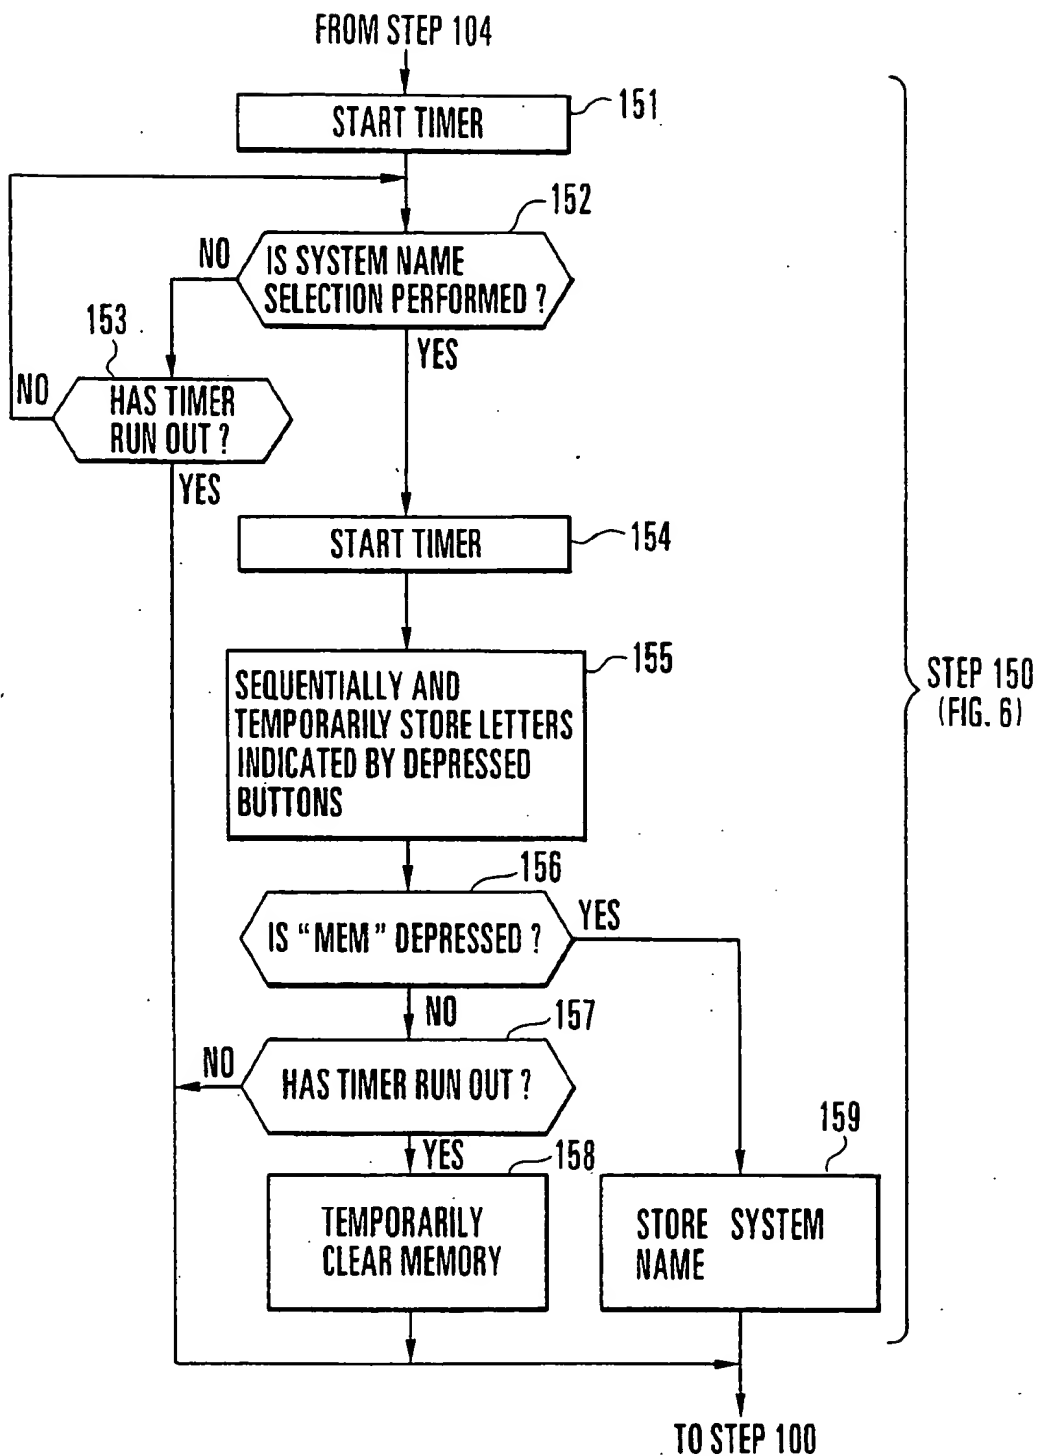 FROM STEP 104
START TIMER
151
152
NO
IS SYSTEM NAME
SELECTION PERFORMED ?
153
YES
NO
HAS TIMER
RUN OUT ?
YES
START TIMER
154
155
SEQUENTIALLY AND
TEMPORARILY STORE LETTERS
INDICATED BY DEPRESSED
BUTTONS
STEP 150
(FIG. 6)
156
IS "MEM" DEPRESSED ?
YES
NO
157
NO
HAS TIMER RUN OUT ?
YES
158
159
TEMPORARILY
CLEAR MEMORY
STORE SYSTEM
NAME
TO STEP 100